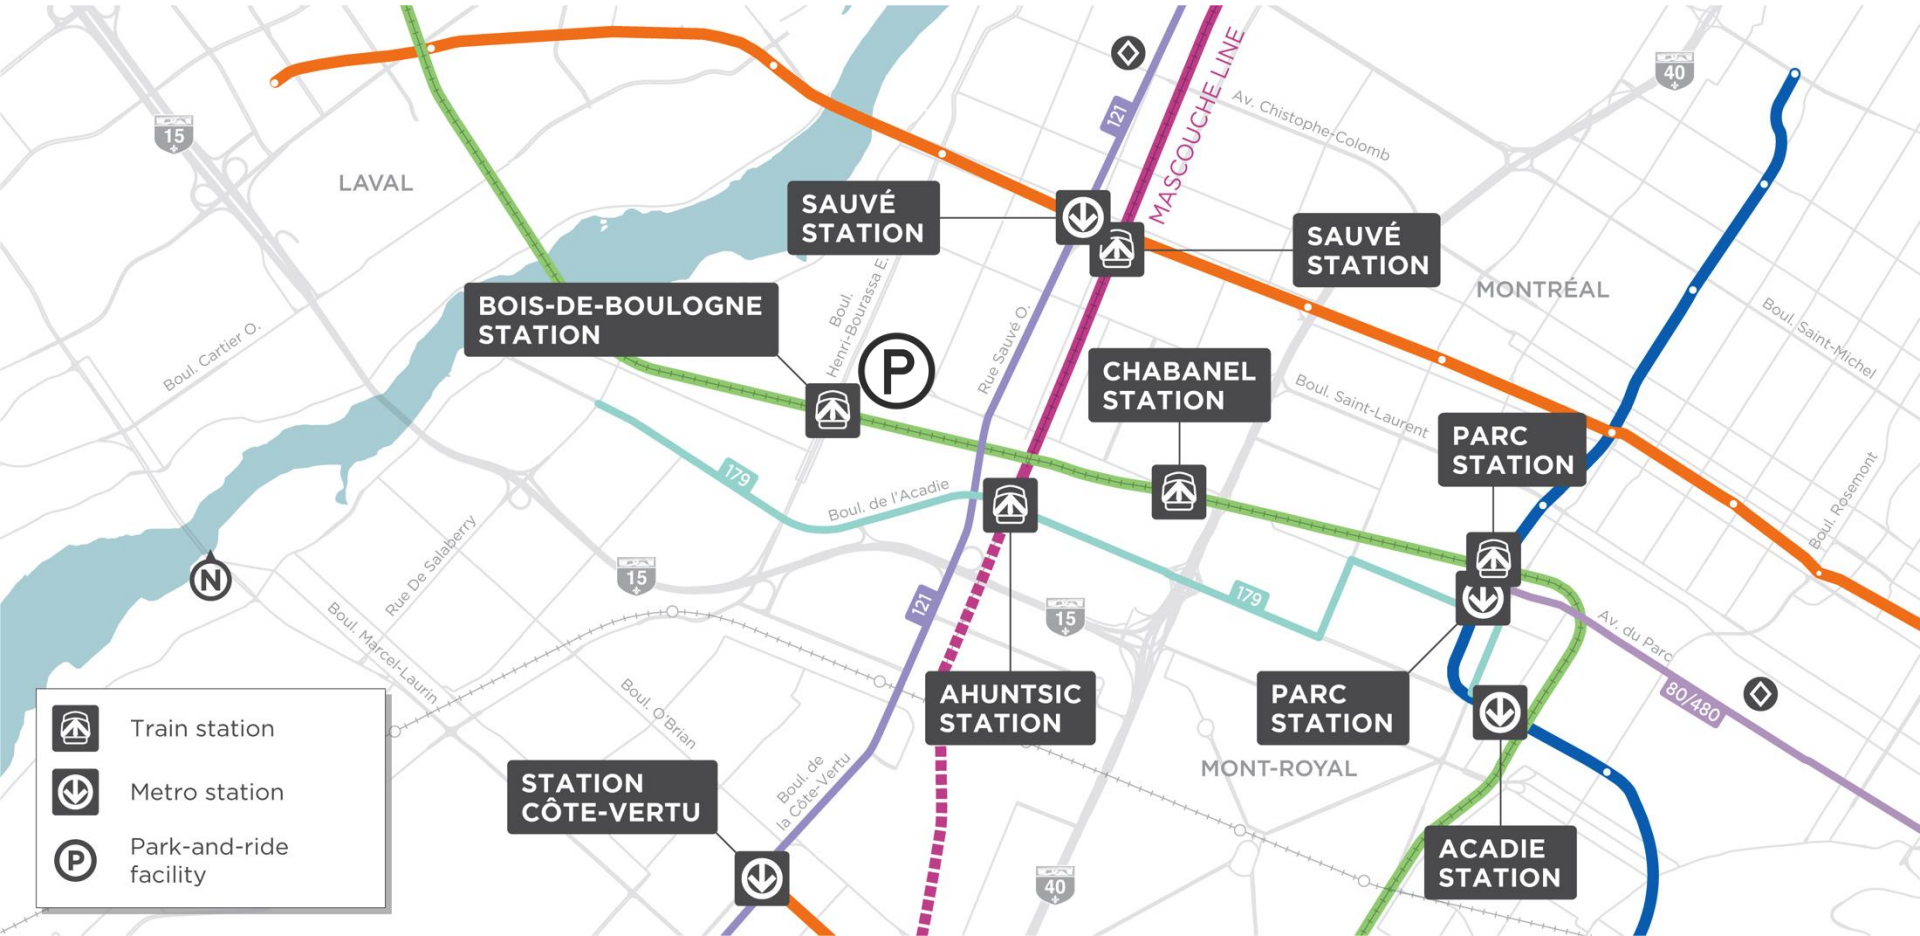 121
MASCOUCHE LINE
Av. Chistophe-Colomb
40
15
LAVAL
SAUVÉ
STATION
SAUVÉ
STATION
MONTRÉAL
BOIS-DE-BOULOGNE
STATION
Boul.
Henri-Bourassa E.
P
Rue Sauvé O.
Boul. Cartier O.
Boul. Saint-Michel
CHABANEL
STATION
Boul. Saint-Laurent
PARC
STATION
179
Boul. de l'Acadie
Boul. Rosemont
Rue De Salaberry
N
15
121
15
179
Boul. Marcel-Laurin
Av. du Parc
80/480
Boul. O'Brian
AHUNTSIC
STATION
PARC
STATION
MONT-ROYAL
Boul. de
la Côte-Vertu
STATION
CÔTE-VERTU
40
ACADIE
STATION
Train station
Metro station
P
Park-and-ride
facility